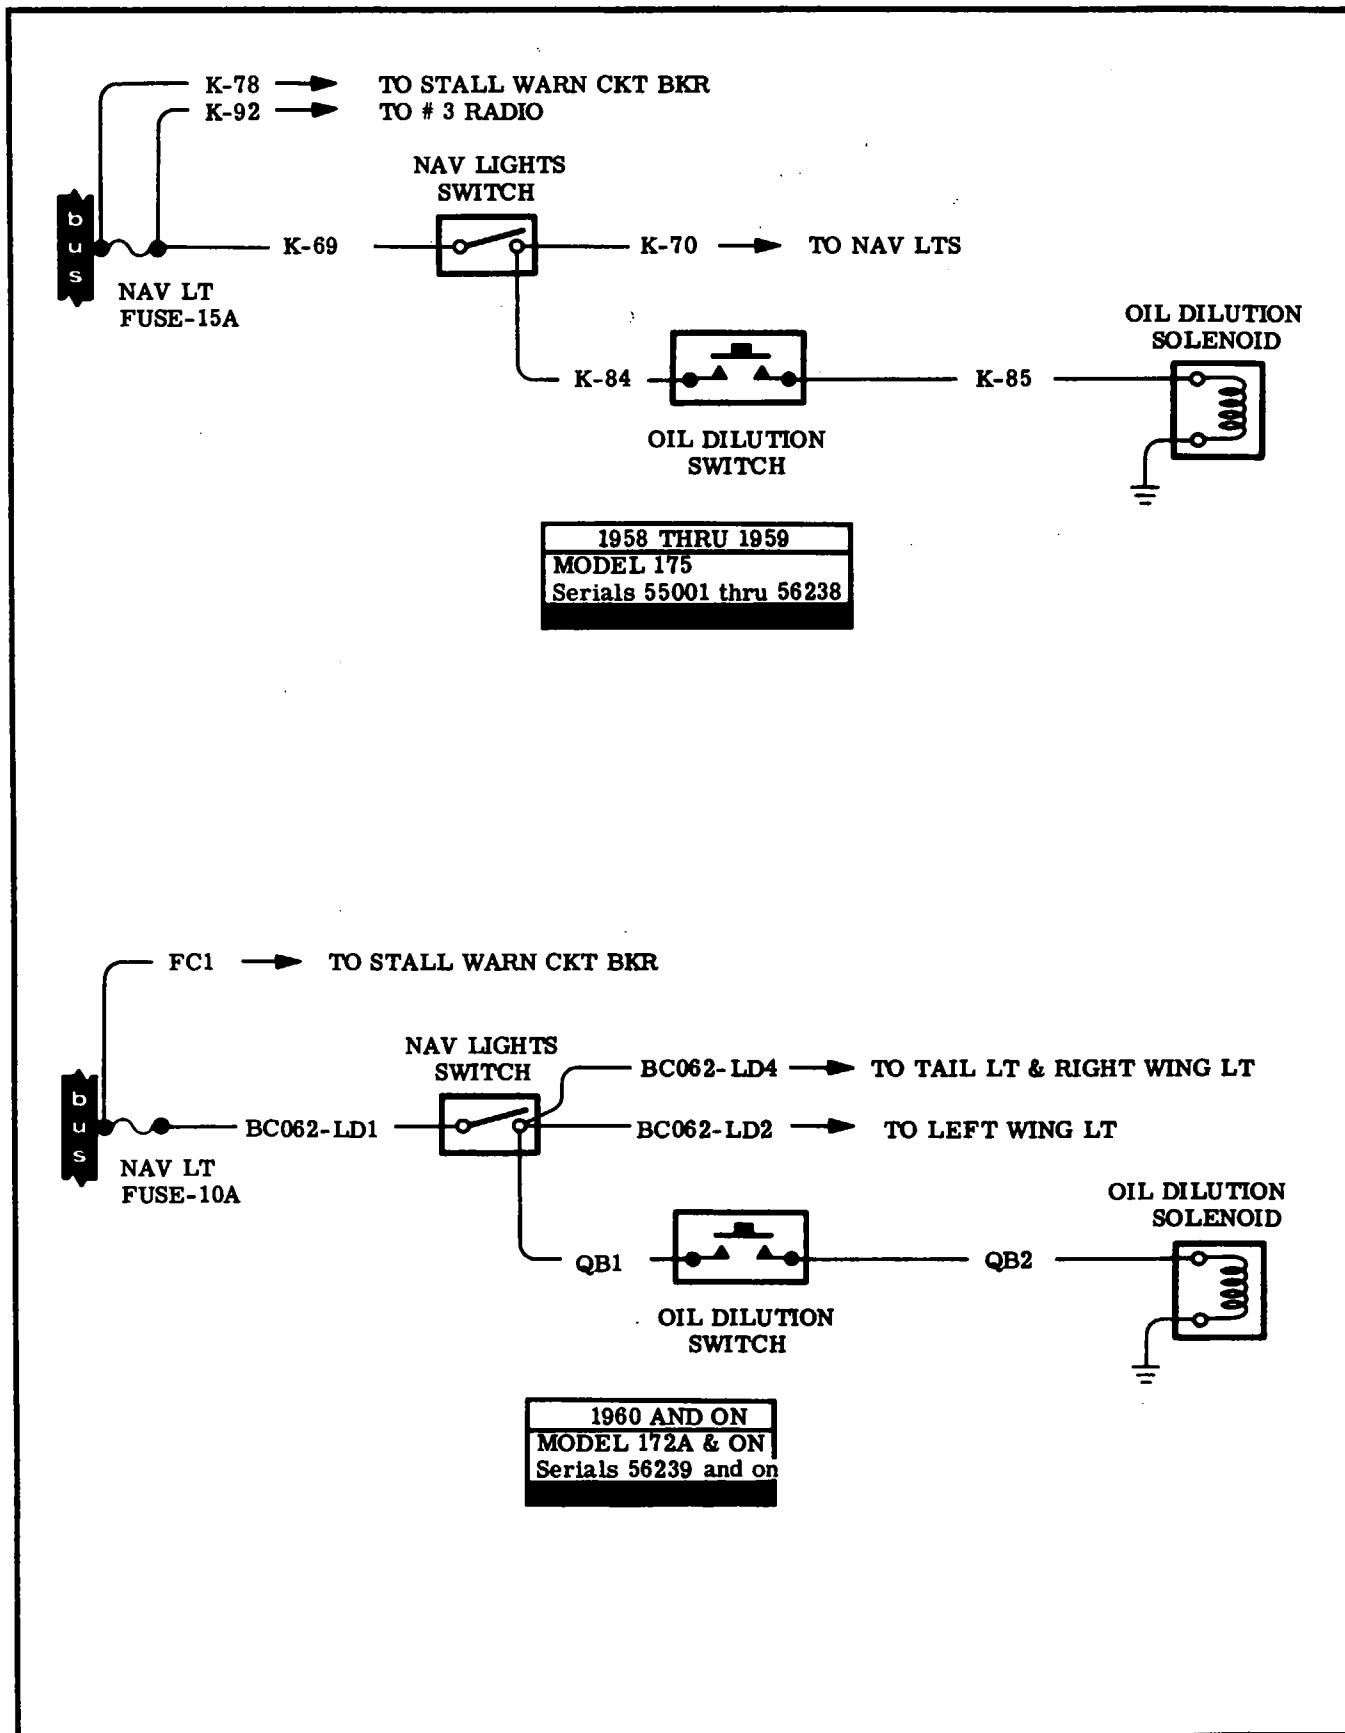 K-78 TO STALL WARN CKT BKR
K-92 TO # 3 RADIO
NAV LIGHTS
SWITCH
bus
K-69
K-70 TO NAV LTS
NAV LT
FUSE-15A
OIL DILUTION
SOLENOID
K-84
K-85
OIL DILUTION
SWITCH
1958 THRU 1959
MODEL 175
Serials 55001 thru 56238
FC1 TO STALL WARN CKT BKR
NAV LIGHTS
SWITCH
BC062-LD4 TO TAIL LT & RIGHT WING LT
bus
BC062-LD1
BC062-LD2 TO LEFT WING LT
NAV LT
FUSE-10A
OIL DILUTION
SOLENOID
QB1
QB2
OIL DILUTION
SWITCH
1960 AND ON
MODEL 172A & ON
Serials 56239 and on